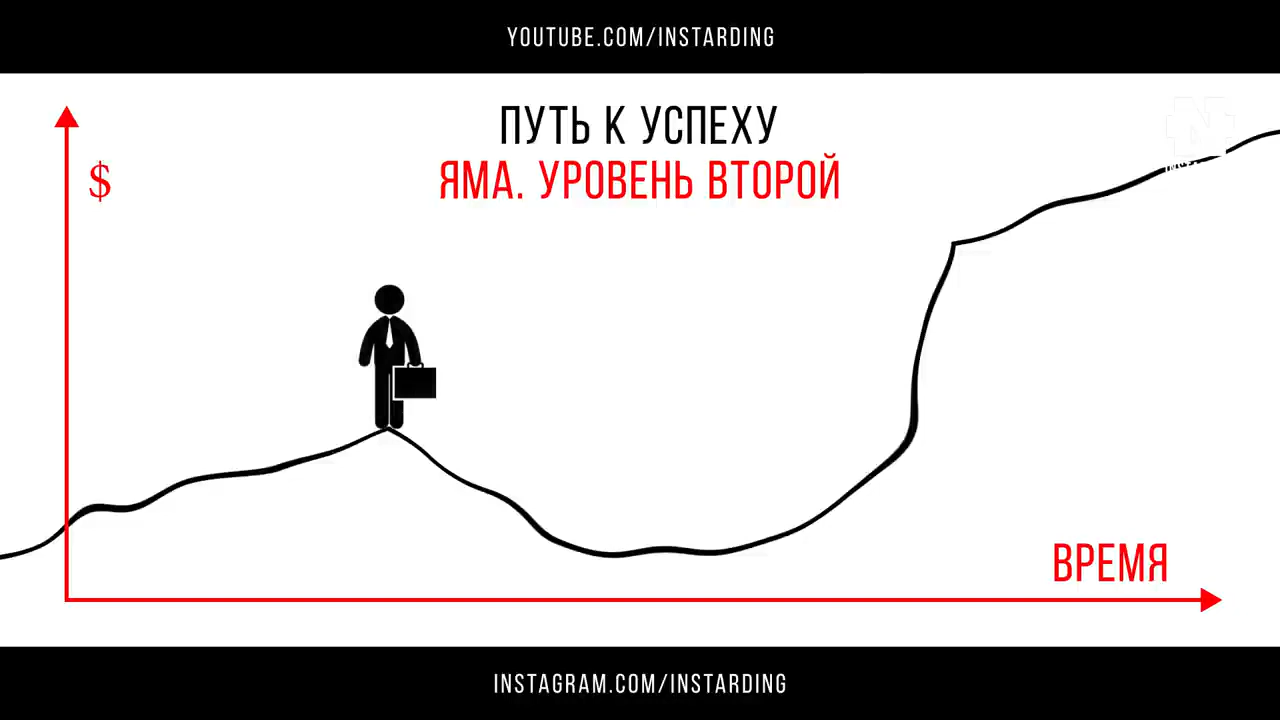 YOUTUBE.COM/INSTARDING
ПУТЬ К УСПЕХУ
ЯМА. УРОВЕНЬ ВТОРОЙ
$
ВРЕМЯ
INSTAGRAM.COM/INSTARDING